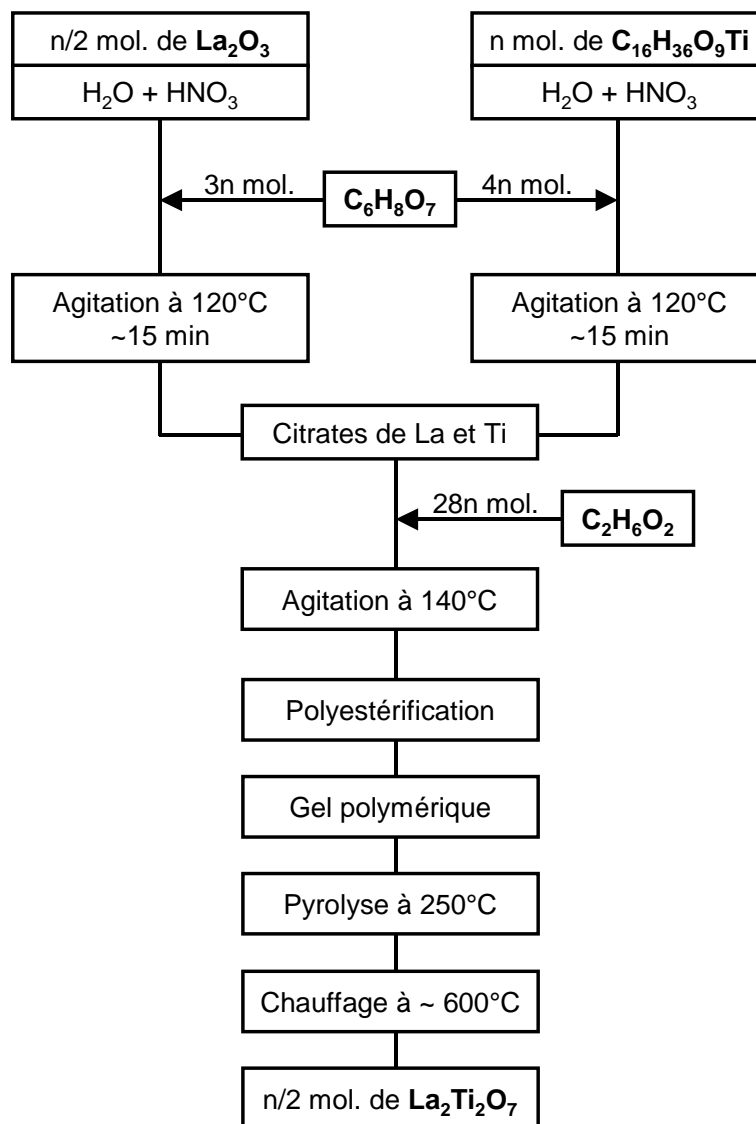 n/2 mol. de La₂O₃
n mol. de C₁₆H₃₆O₉Ti
H₂O + HNO₃
H₂O + HNO₃
3n mol.
C₆H₈O₇
4n mol.
Agitation à 120°C
~15 min
Agitation à 120°C
~15 min
Citrates de La et Ti
28n mol.
C₂H₆O₂
Agitation à 140°C
Polyestérification
Gel polymérique
Pyrolyse à 250°C
Chauffage à ~ 600°C
n/2 mol. de La₂Ti₂O₇